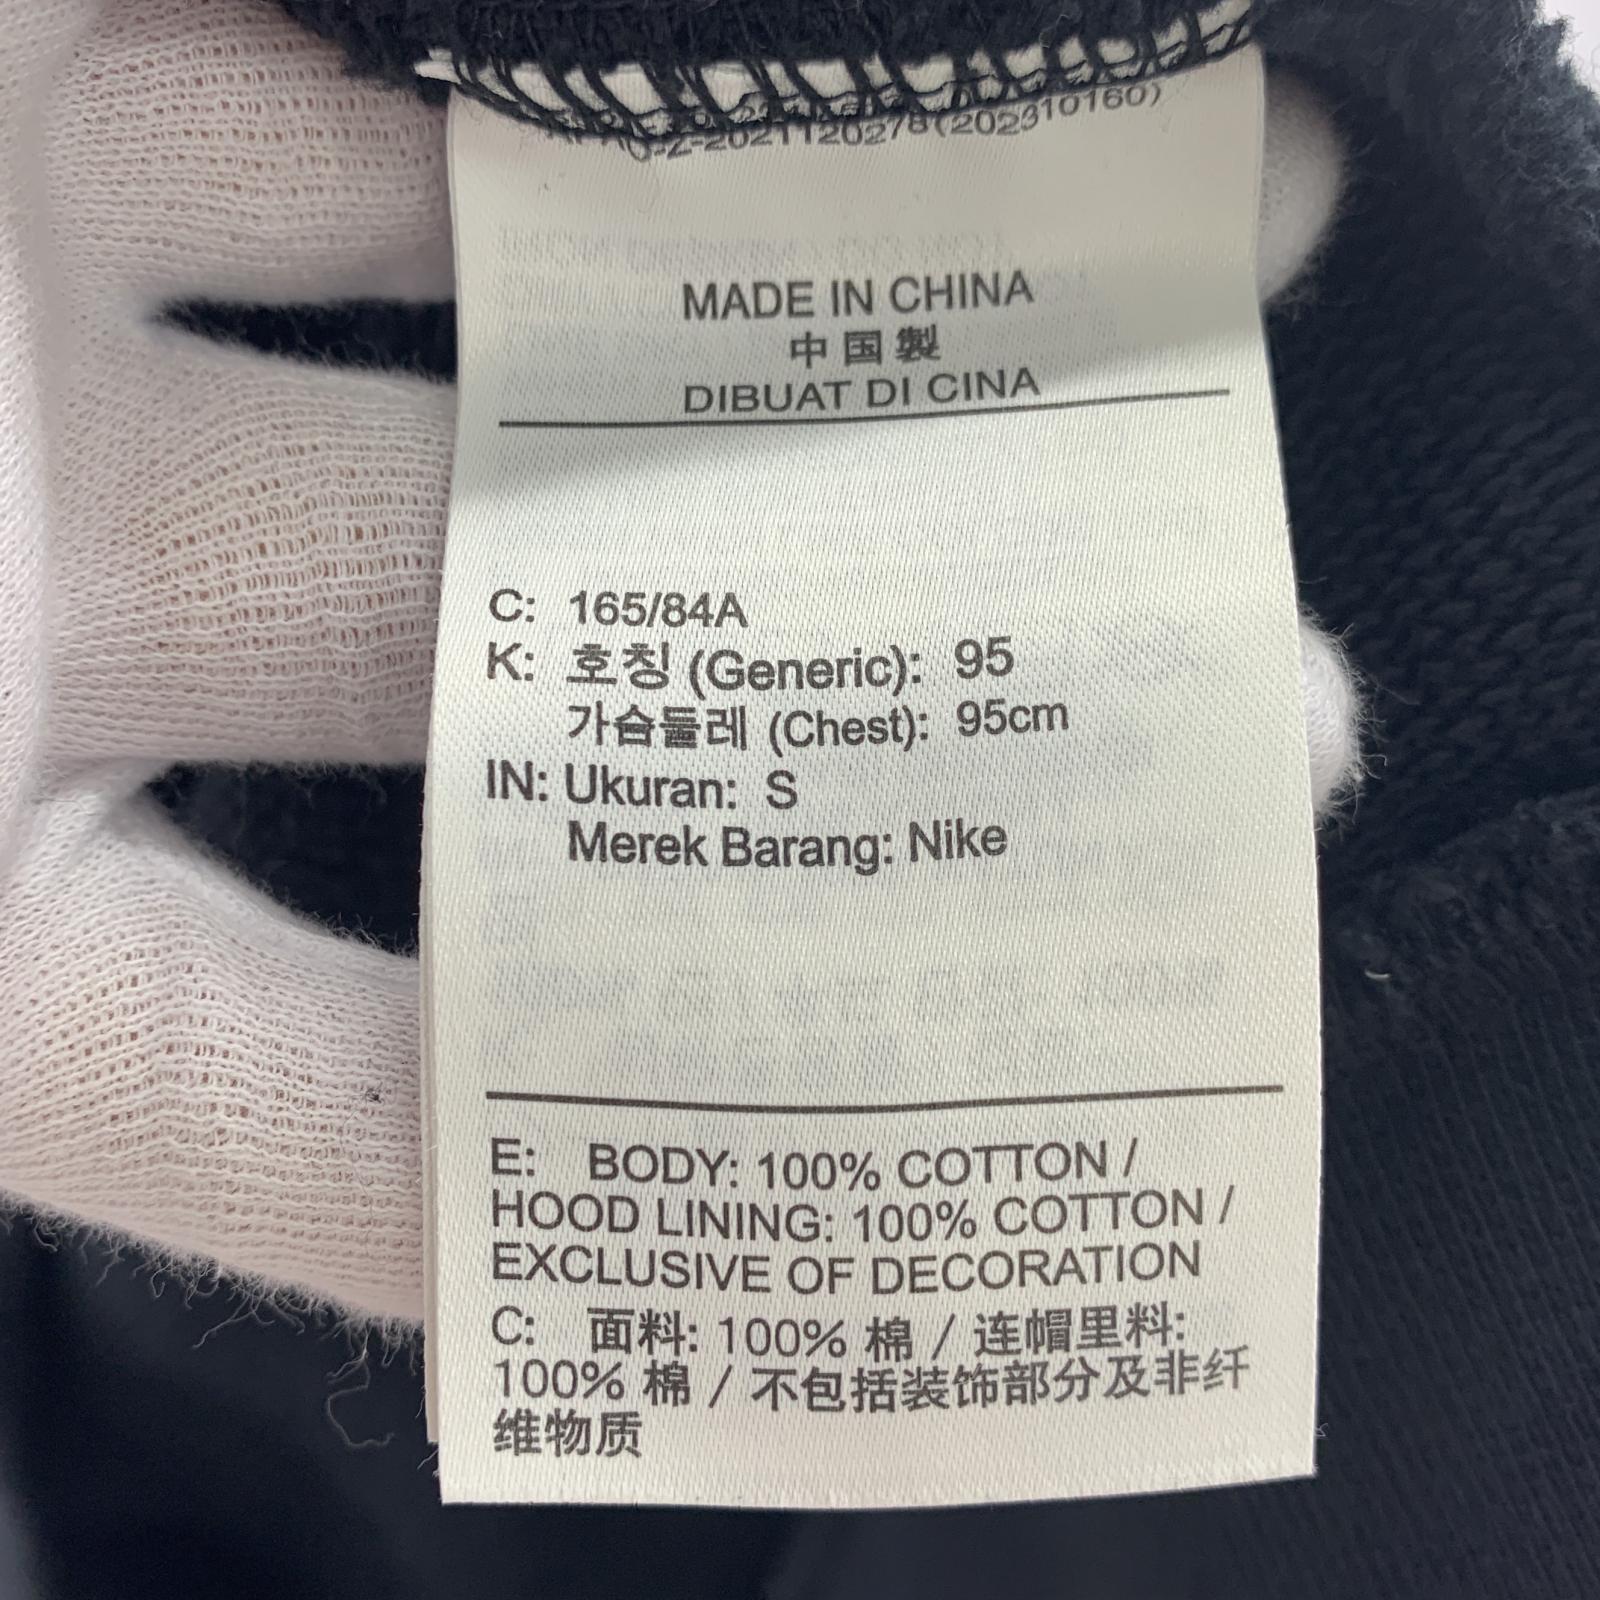 MADE IN CHINA
中国製
DIBUAT DI CINA
C: 165/84A
K: 호칭 (Generic): 95
가슴둘레 (Chest): 95cm
IN: Ukuran: S
Merek Barang: Nike
E: BODY: 100% COTTON /
HOOD LINING: 100% COTTON /
EXCLUSIVE OF DECORATION
C: 面料: 100% 棉 / 连帽里料:
100% 棉 / 不包括装饰部分及非纤
维物质